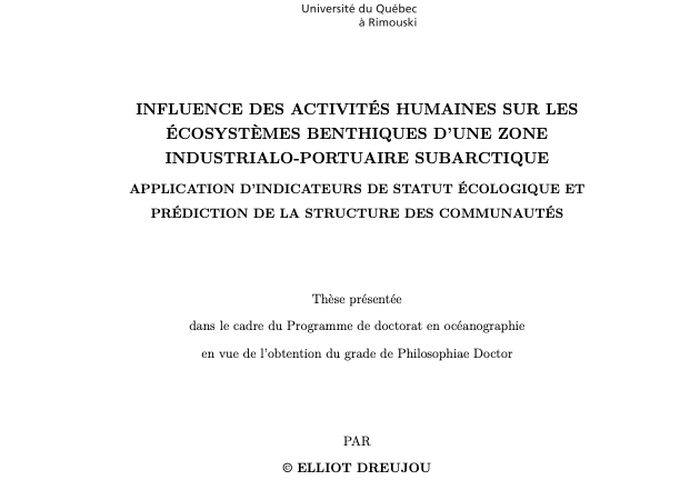 Université du Québec
à Rimouski
INFLUENCE DES ACTIVITÉS HUMAINES SUR LES
ÉCOSYSTÈMES BENTHIQUES D'UNE ZONE
INDUSTRIALO-PORTUAIRE SUBARCTIQUE
APPLICATION D'INDICATEURS DE STATUT ÉCOLOGIQUE ET
PRÉDICTION DE LA STRUCTURE DES COMMUNAUTÉS
Thèse présentée
dans le cadre du Programme de doctorat en océanographie
en vue de l'obtention du grade de Philosophiae Doctor
PAR
© ELLIOT DREUJOU